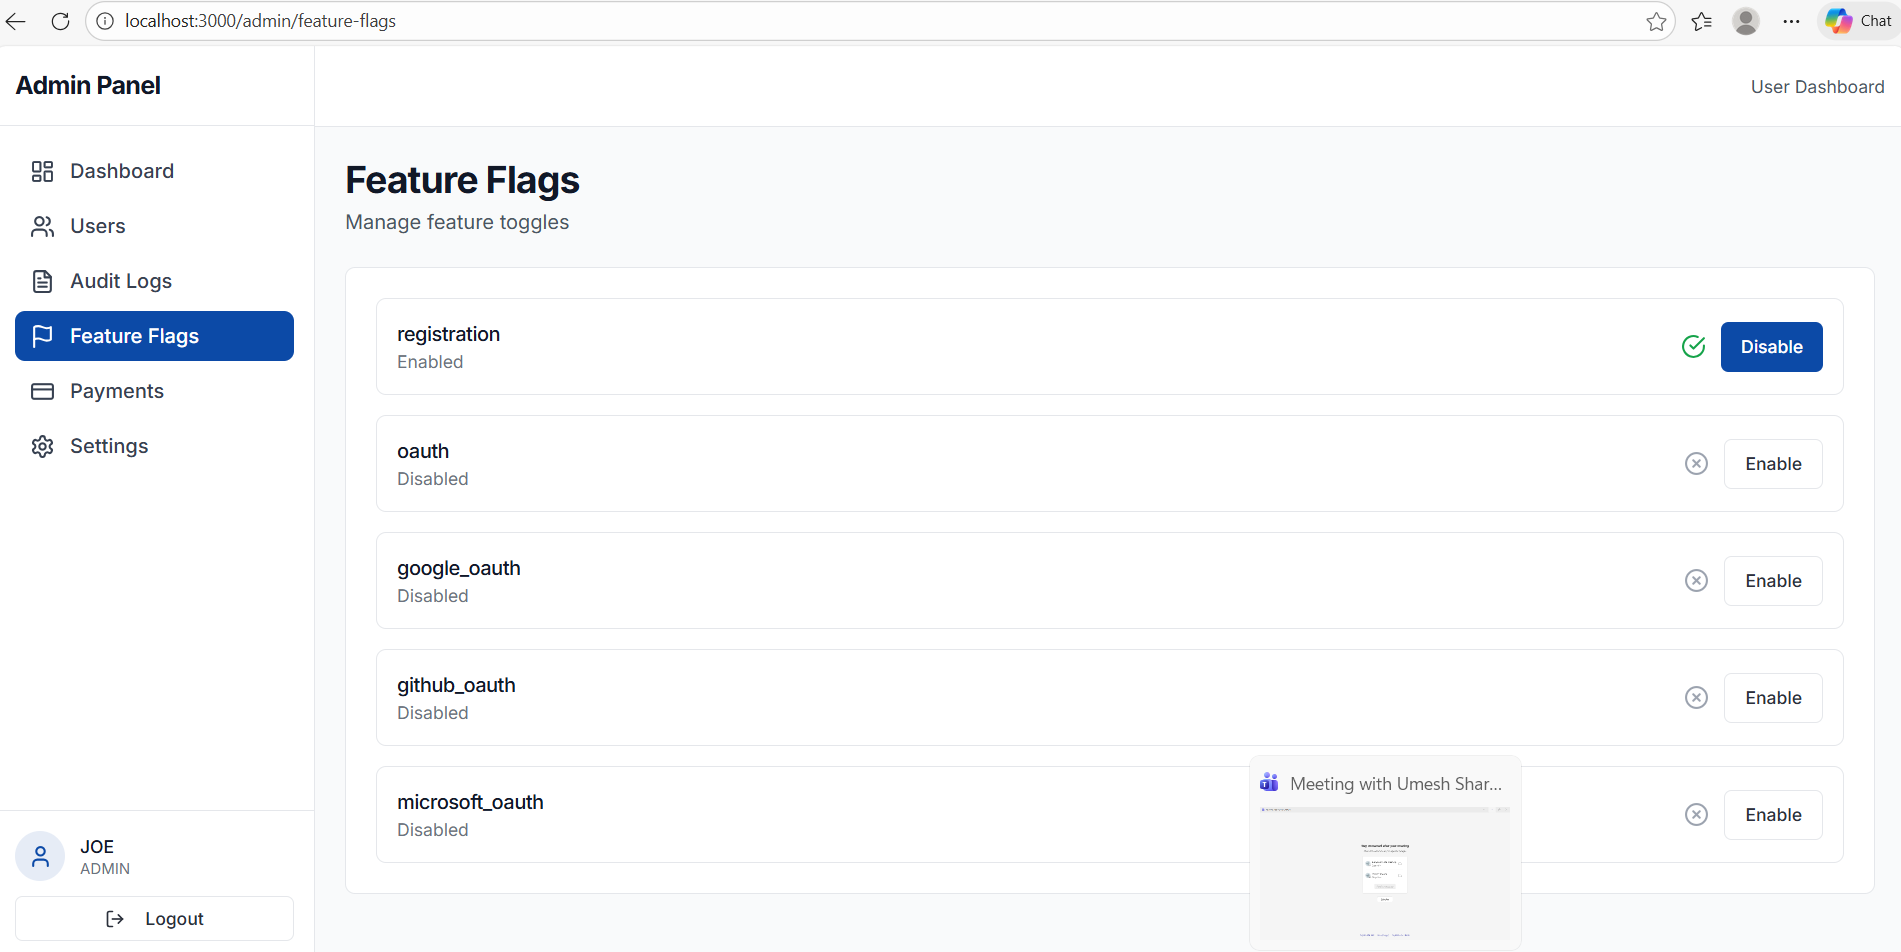 localhost:3000/admin/feature-flags
Chat
Admin Panel
User Dashboard
Dashboard
Users
Audit Logs
Feature Flags
Payments
Settings
JOE
ADMIN
Logout
Feature Flags
Manage feature toggles
registration
Enabled
Disable
oauth
Disabled
Enable
google_oauth
Disabled
Enable
github_oauth
Disabled
Enable
microsoft_oauth
Disabled
Enable
Meeting with Umesh Shar...